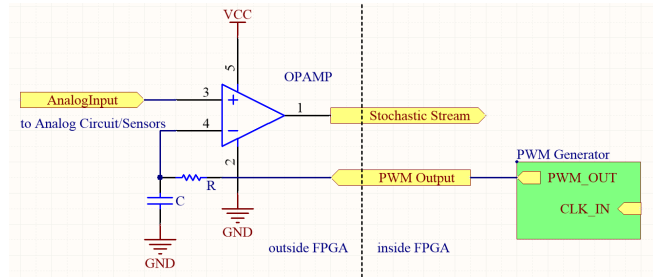 VCC
5
OPAMP
AnalogInput
3
1
Stochastic Stream
to Analog Circuit/Sensors
4
2
PWM Generator
R
PWM Output
PWM_OUT
C
CLK_IN
GND
GND
outside FPGA
inside FPGA